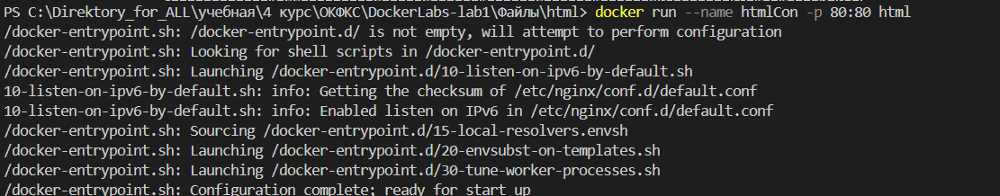 PS C:\Direktory_for_ALL\учебная\4 курс\ОКФКС\DockerLabs-lab1\Файлы\html> docker run --name htmlCon -p 80:80 html
/docker-entrypoint.sh: /docker-entrypoint.d/ is not empty, will attempt to perform configuration
/docker-entrypoint.sh: Looking for shell scripts in /docker-entrypoint.d/
/docker-entrypoint.sh: Launching /docker-entrypoint.d/10-listen-on-ipv6-by-default.sh
10-listen-on-ipv6-by-default.sh: info: Getting the checksum of /etc/nginx/conf.d/default.conf
10-listen-on-ipv6-by-default.sh: info: Enabled listen on IPv6 in /etc/nginx/conf.d/default.conf
/docker-entrypoint.sh: Sourcing /docker-entrypoint.d/15-local-resolvers.envsh
/docker-entrypoint.sh: Launching /docker-entrypoint.d/20-envsubst-on-templates.sh
/docker-entrypoint.sh: Launching /docker-entrypoint.d/30-tune-worker-processes.sh
/docker-entrypoint.sh: Configuration complete; ready for start up